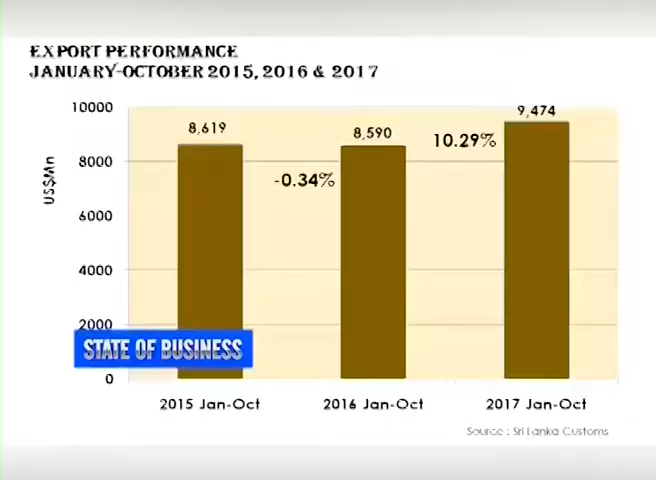 EXPORT PERFORMANCE
JANUARY-OCTOBER 2015, 2016 & 2017
US$Mn
10000
8000
6000
4000
2000
0
8,619
-0.34%
8,590
10.29%
9,474
STATE OF BUSINESS
2015 Jan-Oct 2016 Jan-Oct 2017 Jan-Oct
Source : Sri Lanka Customs